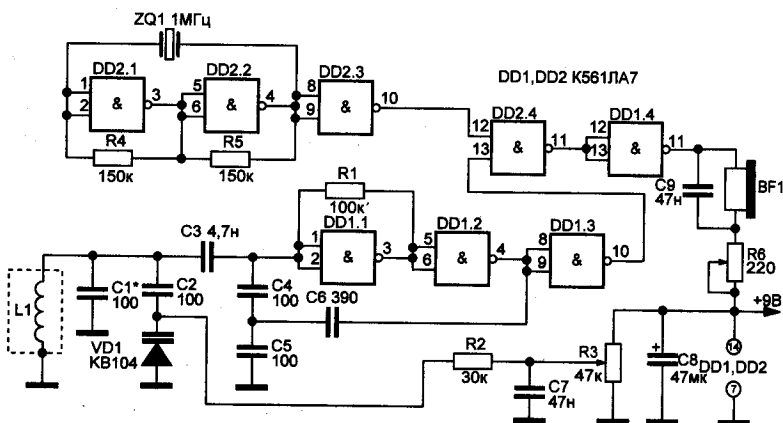 ZQ1 1МГц
DD2.1
DD2.2
DD2.3
DD1,DD2 К561ЛА7
1
2
&
3
5
6
&
4
8
9
&
10
DD2.4
DD1.4
12
13
&
11
12
13
&
11
R4
150к
R5
150к
C9
47н
BF1
R1
100к
DD1.1
DD1.2
DD1.3
C3 4,7н
1
2
&
3
5
6
&
4
8
9
&
10
R6
220
+9В
L1
C1*
100
C2
100
C4
100
C6 390
VD1
КВ104
C5
100
R2
30к
R3
47к
C7
47н
+
C8
47мк
14
DD1,DD2
7